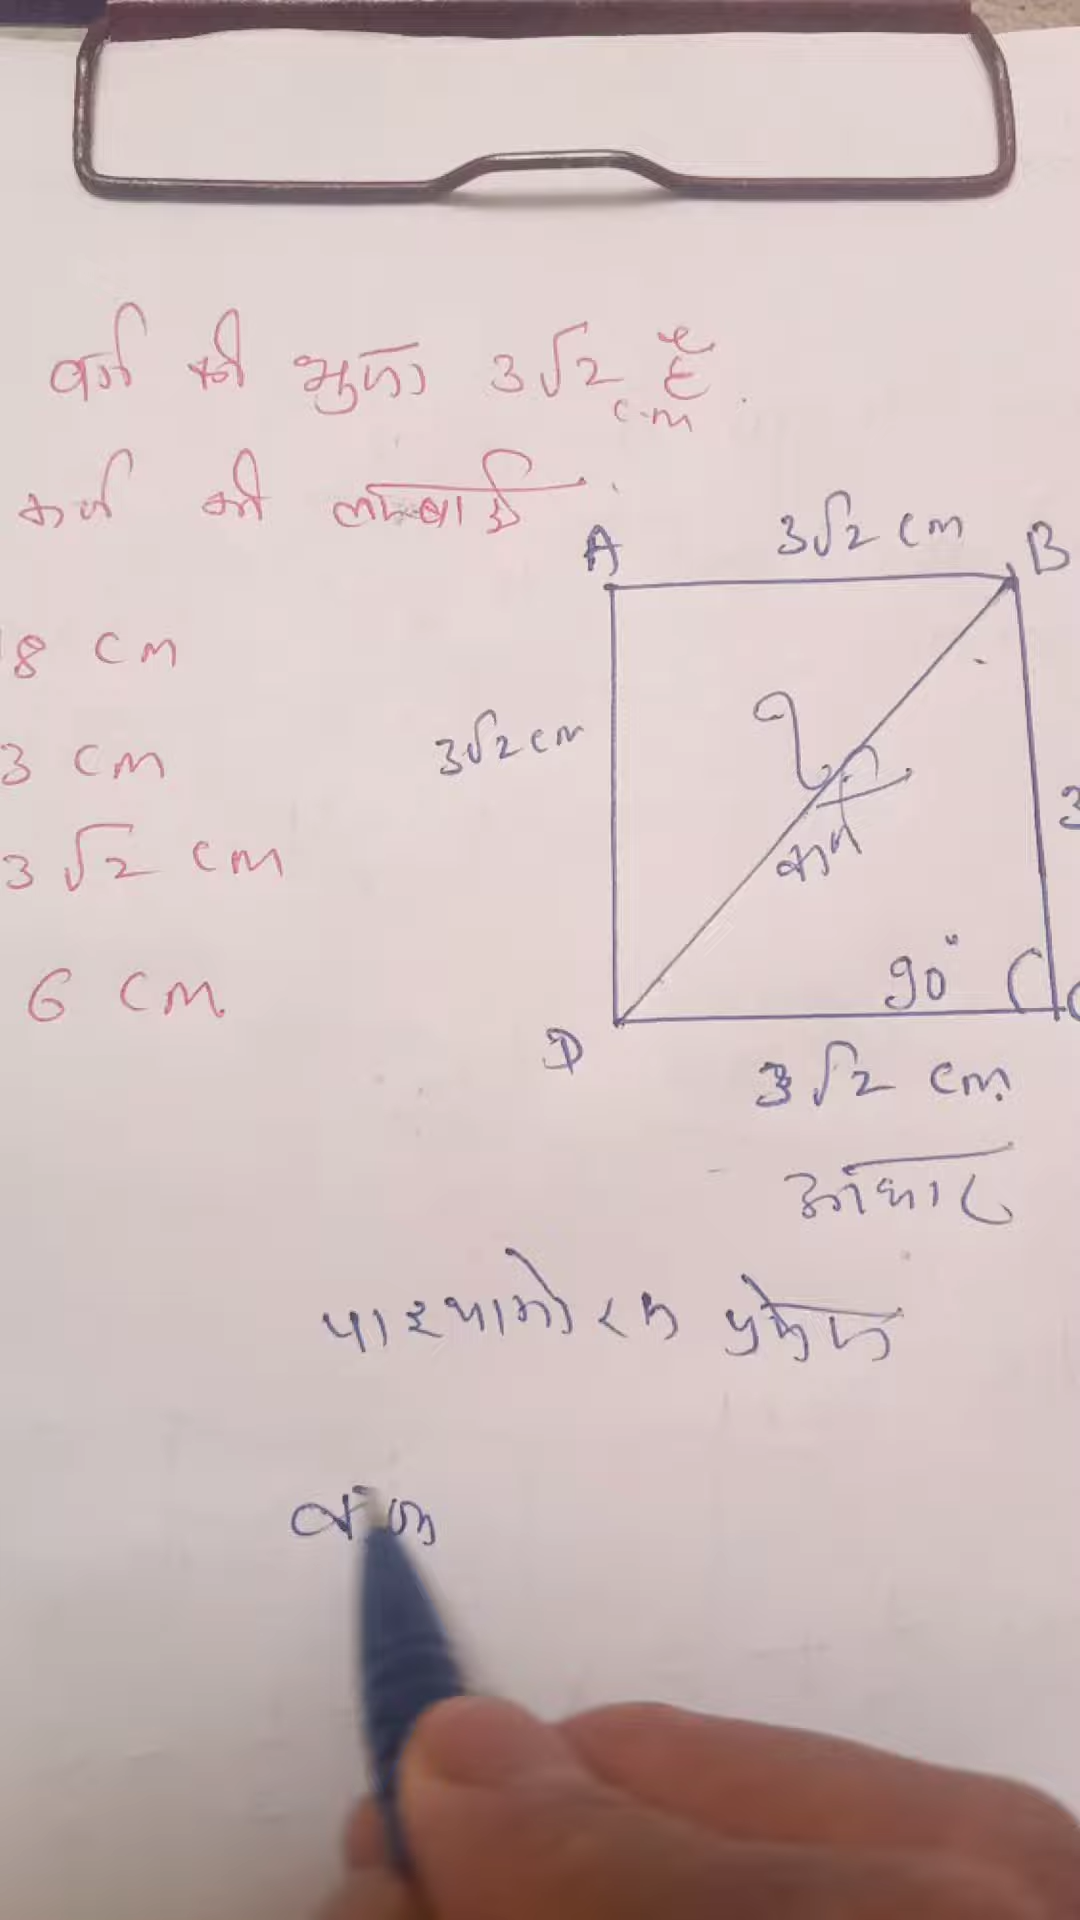 वर्ग की भुजा 3√2 cm है.
कर्ण की लम्बाई
8 cm
3 cm
3√2 cm
6 cm.
A
3√2 cm
B
3√2 cm
?
कर्ण
3
90°
C
D
3√2 cm.
आधार
पाइथागोरस प्रमेय